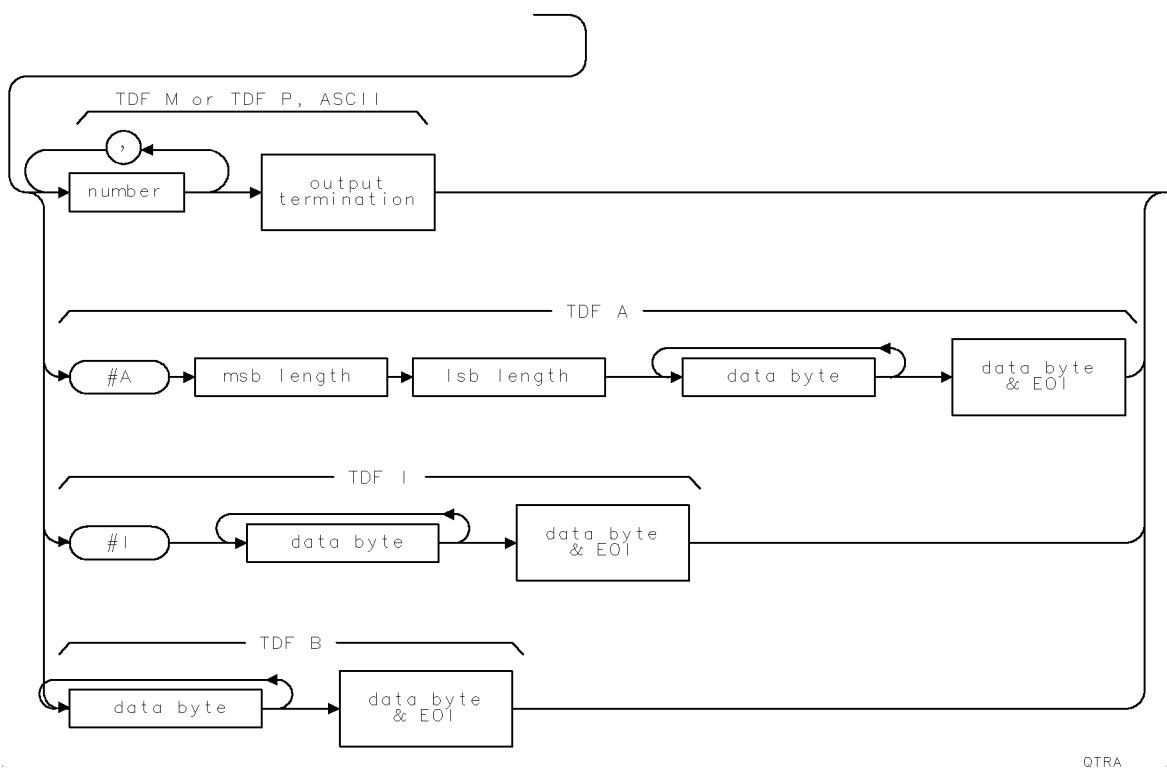 TDF M or TDF P, ASCII
,
number
output
termination
TDF A
#A
msb length
lsb length
data byte
data byte
& EOI
TDF I
#I
data byte
data byte
& EOI
TDF B
data byte
data byte
& EOI
QTRA